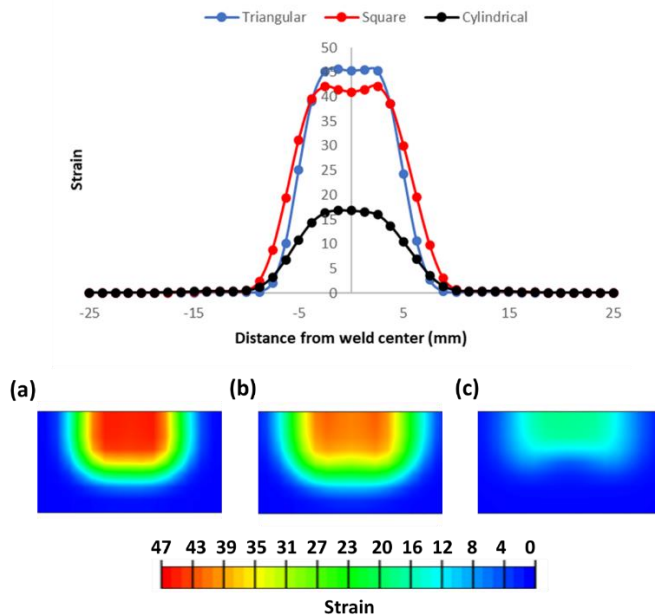 Triangular Square Cylindrical
50
45
40
35
30
25
20
15
10
5
0
Strain
-25 -15 -5 5 15 25
Distance from weld center (mm)
(a) (b) (c)
47 43 39 35 31 27 23 20 16 12 8 4 0
Strain